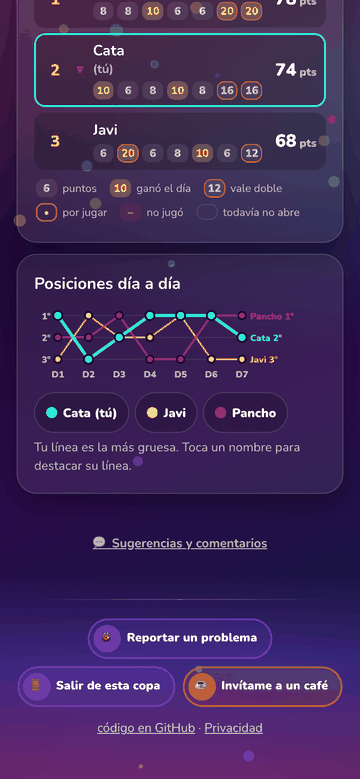 1 8 8 10 6 6 20 20 78 pts
Cata
2 ▼ (tú) 74 pts
10 6 8 10 8 16 16
Javi
3 68 pts
6 20 6 8 10 6 12
6 puntos 10 ganó el día 12 vale doble
• por jugar – no jugó todavía no abre
Posiciones día a día
1° Pancho 1°
2° Cata 2°
3° Javi 3°
D1 D2 D3 D4 D5 D6 D7
Cata (tú) Javi Pancho
Tu línea es la más gruesa. Toca un nombre para
destacar su línea.
Sugerencias y comentarios
Reportar un problema
Salir de esta copa Invítame a un café
código en GitHub · Privacidad